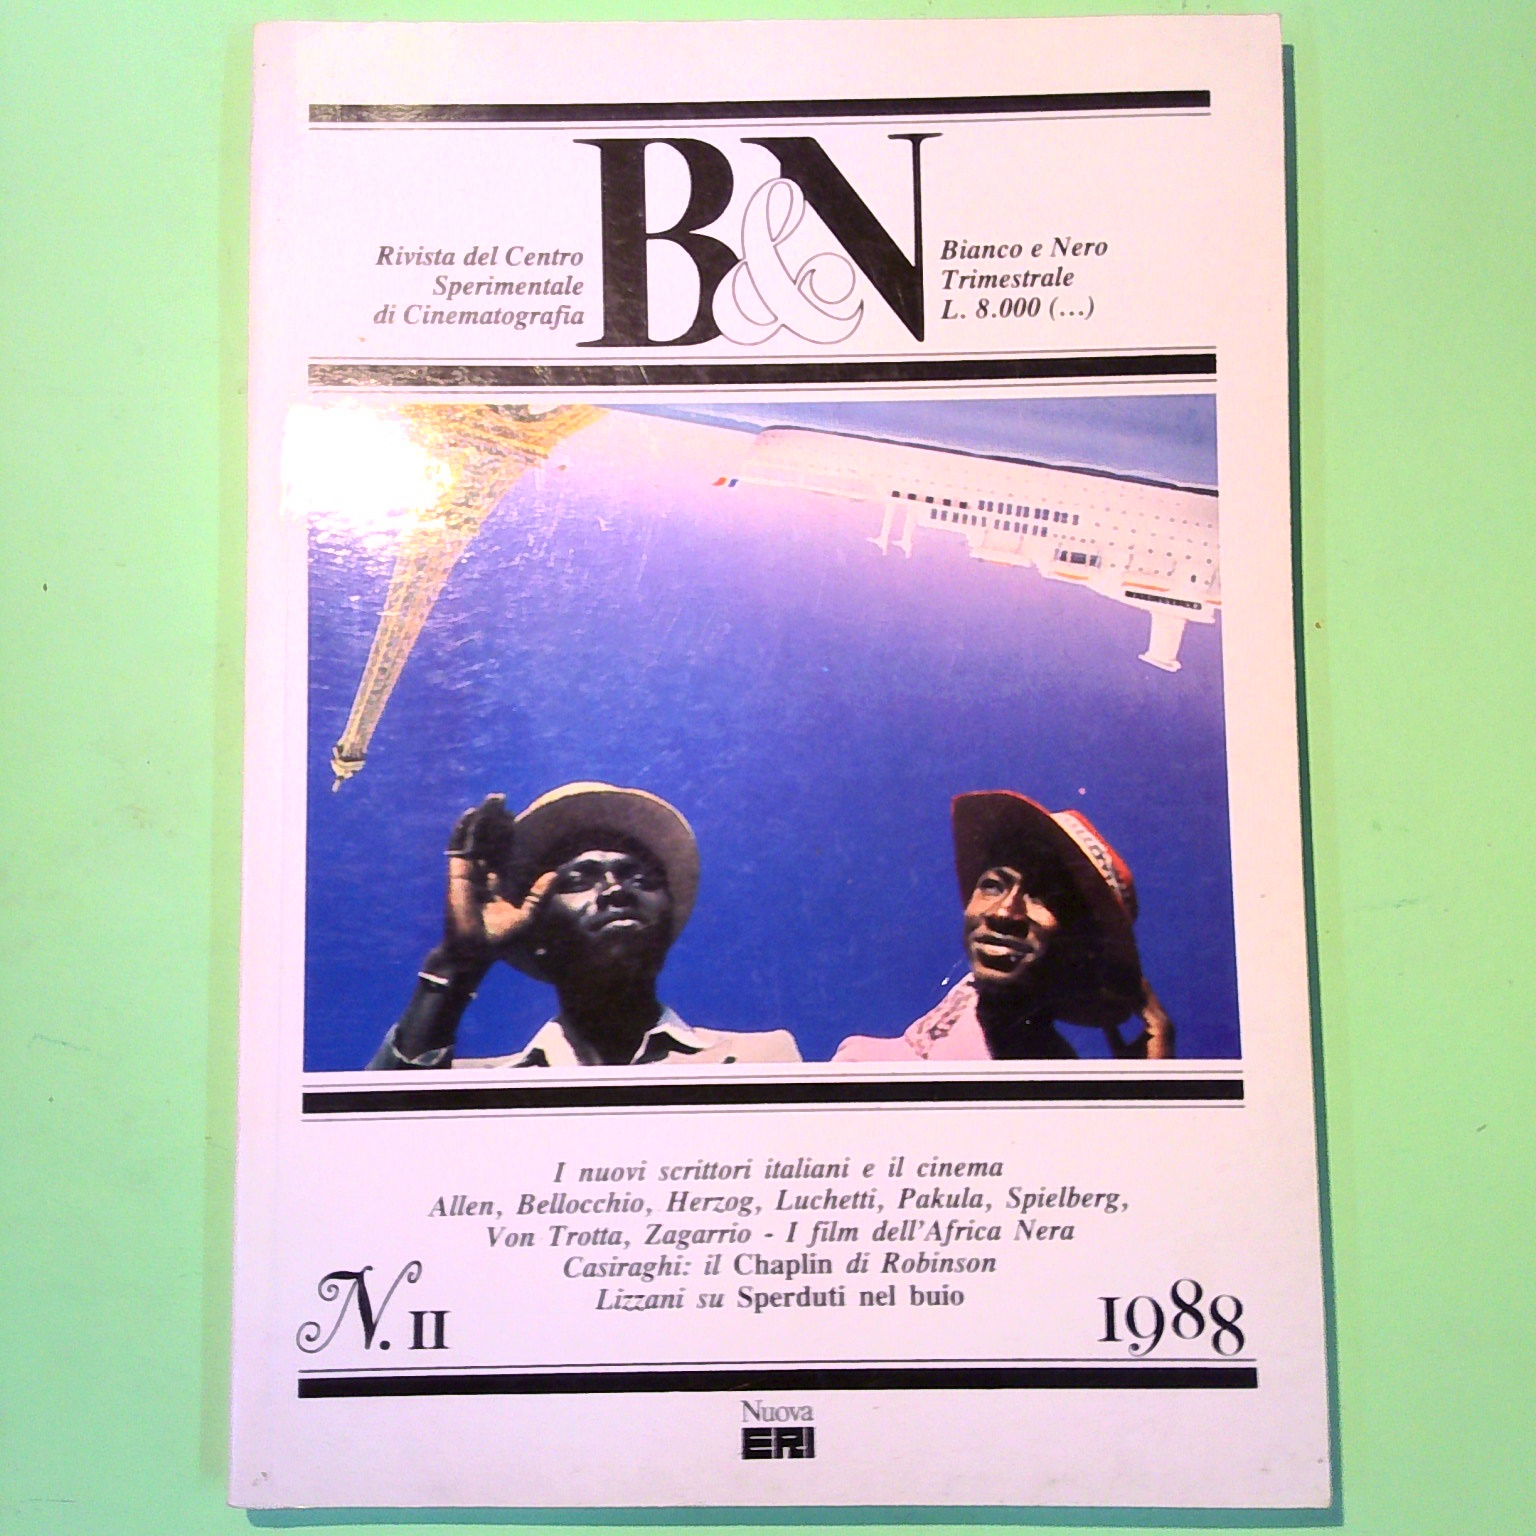 B&N
Rivista del Centro
Sperimentale
di Cinematografia
Bianco e Nero
Trimestrale
L. 8.000 (...)
I nuovi scrittori italiani e il cinema
Allen, Bellocchio, Herzog, Luchetti, Pakula, Spielberg,
Von Trotta, Zagarrio - I film dell'Africa Nera
Casiraghi: il Chaplin di Robinson
Lizzani su Sperduti nel buio
N. II
1988
Nuova
ERI